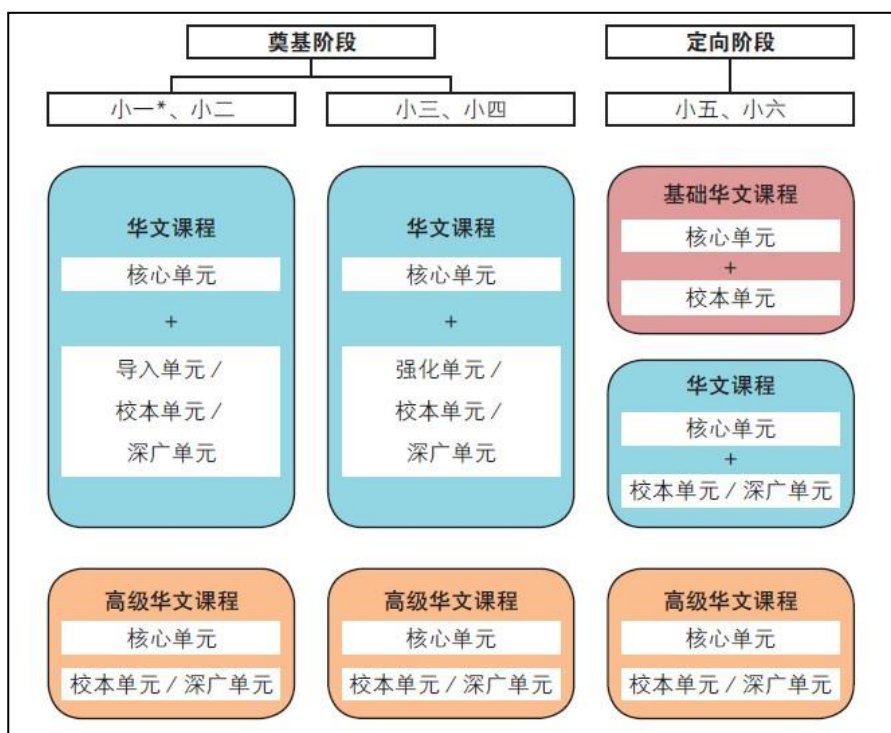 奠基阶段
定向阶段
小一*、小二
小三、小四
小五、小六
华文课程
核心单元
+
导入单元 /
校本单元 /
深广单元
华文课程
核心单元
+
强化单元 /
校本单元 /
深广单元
基础华文课程
核心单元
+
校本单元
华文课程
核心单元
+
校本单元 / 深广单元
高级华文课程
核心单元
校本单元 / 深广单元
高级华文课程
核心单元
校本单元 / 深广单元
高级华文课程
核心单元
校本单元 / 深广单元